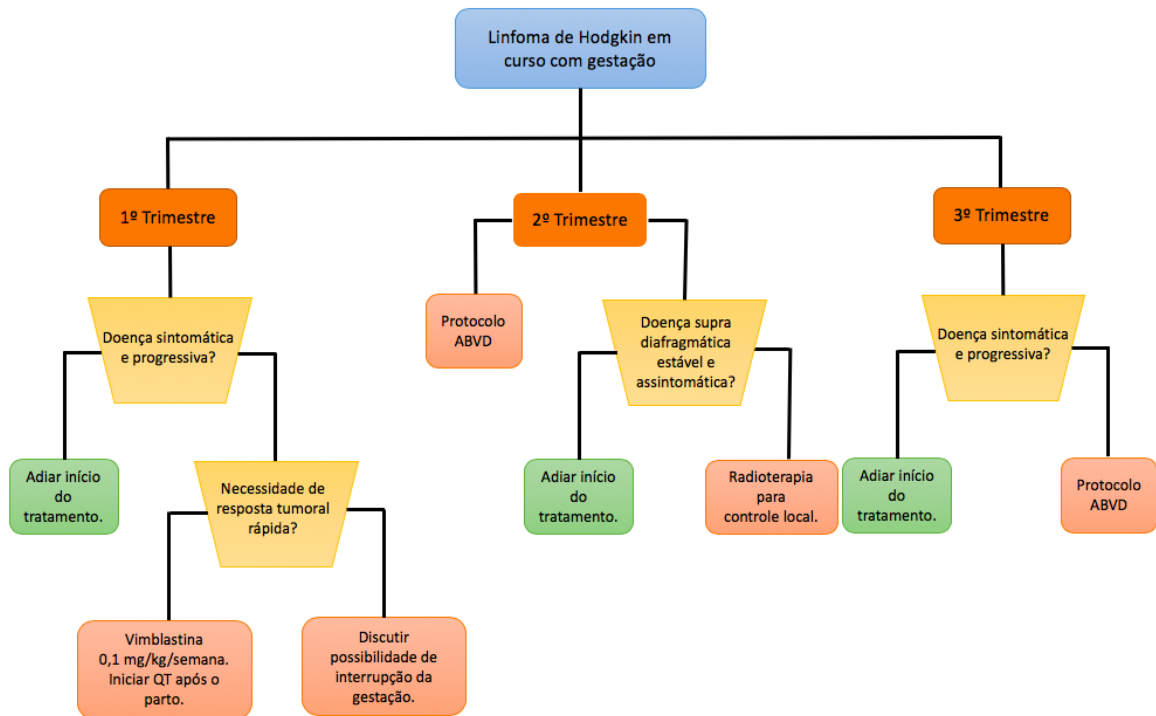 Linfoma de Hodgkin em
curso com gestação
1º Trimestre
2º Trimestre
3º Trimestre
Doença sintomática
e progressiva?
Protocolo
ABVD
Doença supra
diafragmática
estável e
assintomática?
Doença sintomática
e progressiva?
Adiar início
do
tratamento.
Necessidade de
resposta tumoral
rápida?
Adiar início
do
tratamento.
Radioterapia
para
controle local.
Adiar início
do
tratamento.
Protocolo
ABVD
Vimblastina
0,1 mg/kg/semana.
Iniciar QT após o
parto.
Discutir
possibilidade de
interrupção da
gestação.